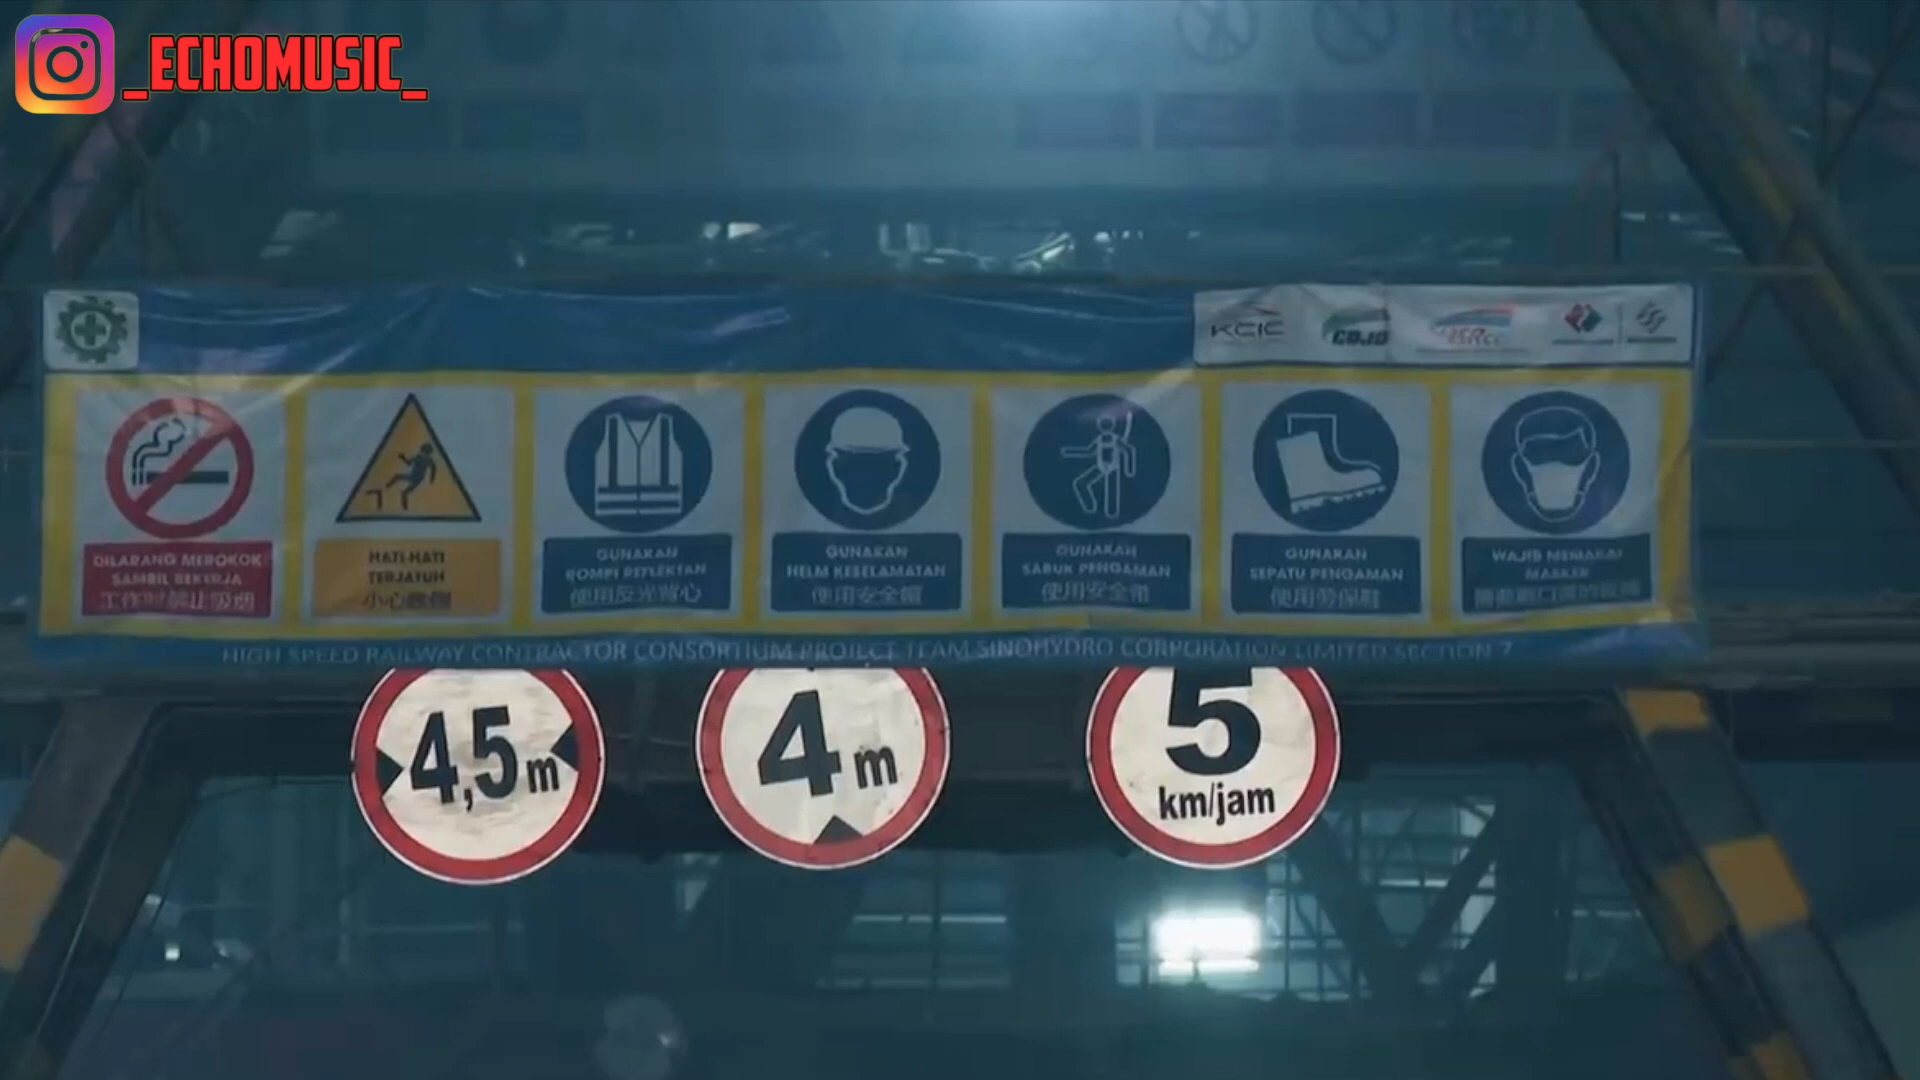 _ECHOMUSIC_
KCIC
CDJO
HSRCC
DILARANG MEROKOK
SAMBIL BEKERJA
工作时禁止吸烟
HATI-HATI
TERJATUH
小心跌倒
GUNAKAN
ROMPI REFLEKTAN
使用反光背心
GUNAKAN
HELM KESELAMATAN
使用安全帽
GUNAKAN
SABUK PENGAMAN
使用安全带
GUNAKAN
SEPATU PENGAMAN
使用劳保鞋
WAJIB MEMAKAI
MASKER
HIGH SPEED RAILWAY CONTRACTOR CONSORTIUM PROJECT TEAM SINOHYDRO CORPORATION LIMITED SECTION 7
4,5m
4m
5
km/jam